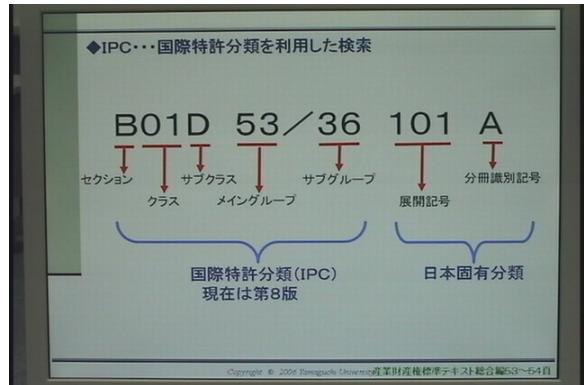 ◆IPC・・・国際特許分類を利用した検索
B01D 53／36 101 A
セクション
クラス
サブクラス
メイングループ
サブグループ
展開記号
分冊識別記号
国際特許分類(IPC)
現在は第8版
日本固有分類
Copyright © 2006 Yamaguchi University
産業財産権標準テキスト総合編53～54頁